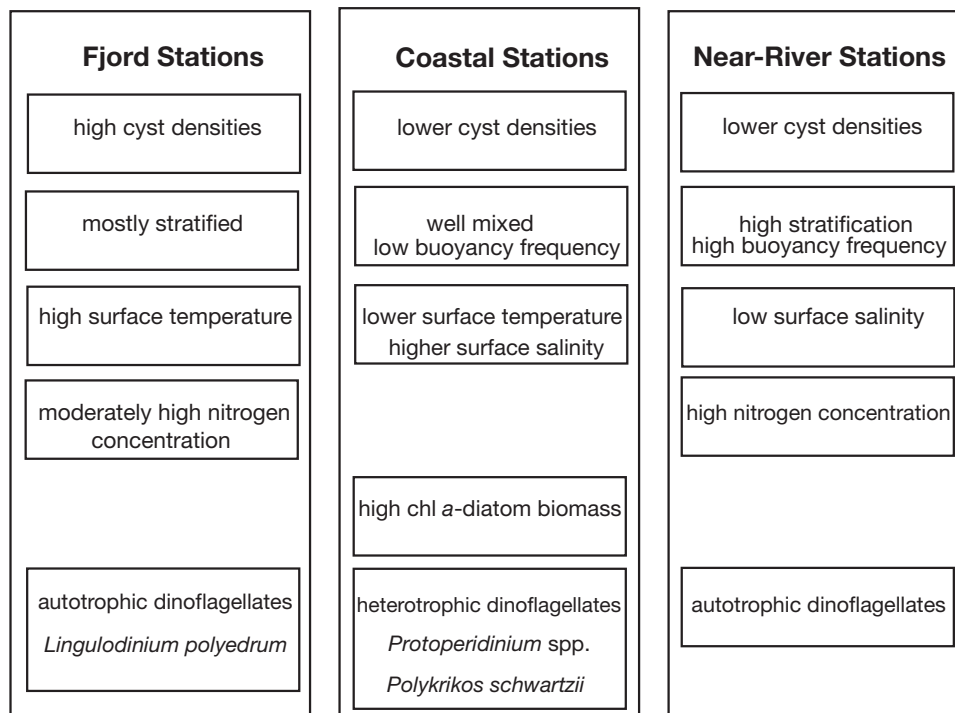 Fjord Stations
high cyst densities
mostly stratified
high surface temperature
moderately high nitrogen
concentration
autotrophic dinoflagellates
Lingulodinium polyedrum
Coastal Stations
lower cyst densities
well mixed
low buoyancy frequency
lower surface temperature
higher surface salinity
high chl a-diatom biomass
heterotrophic dinoflagellates
Protoperidinium spp.
Polykrikos schwartzii
Near-River Stations
lower cyst densities
high stratification
high buoyancy frequency
low surface salinity
high nitrogen concentration
autotrophic dinoflagellates